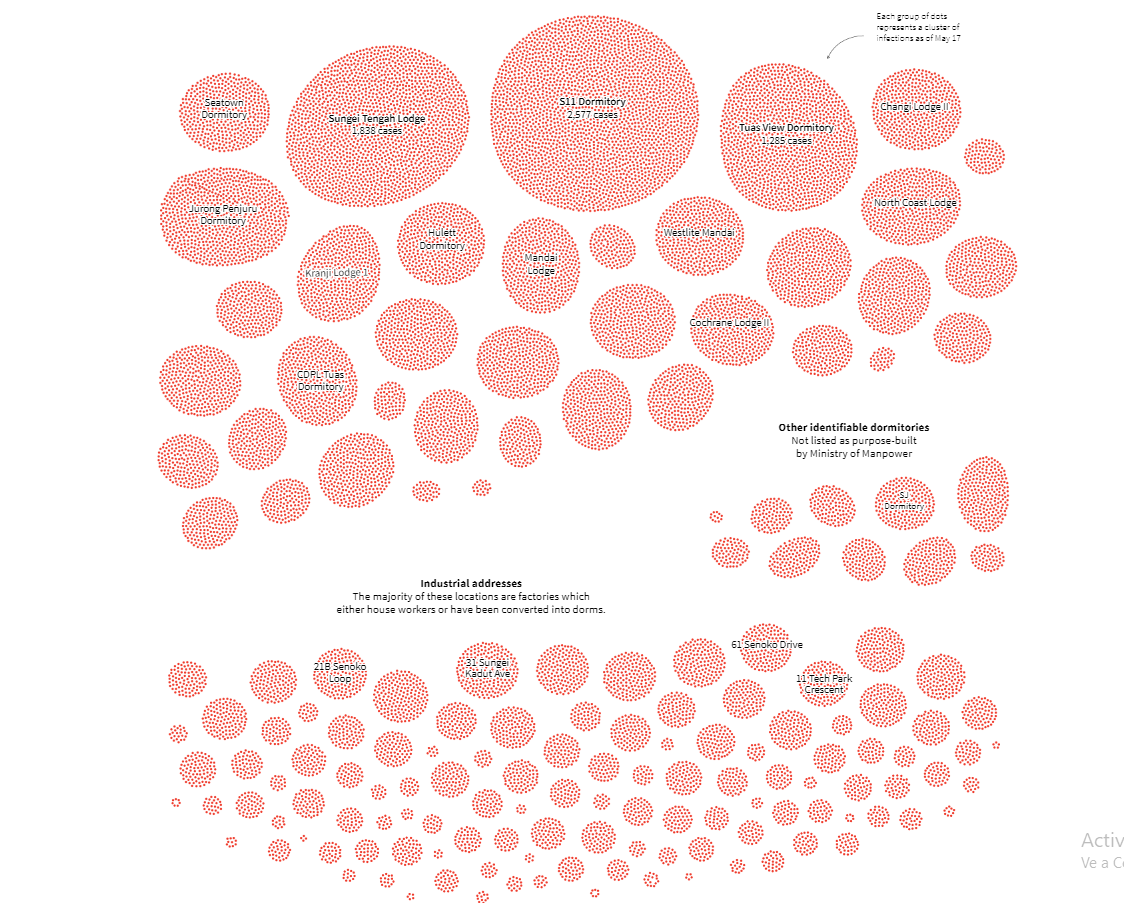 Each group of dots
represents a cluster of
infections as of May 17
Seatown
Dormitory
Sungei Tengah Lodge
1,838 cases
S11 Dormitory
2,577 cases
Tuas View Dormitory
1,285 cases
Changi Lodge II
Jurong Penjuru
Dormitory
North Coast Lodge
Hulett
Dormitory
Westlite Mandai
Kranji Lodge 1
Mandai
Lodge
Cochrane Lodge II
CDPL Tuas
Dormitory
Other identifiable dormitories
Not listed as purpose-built
by Ministry of Manpower
SJ
Dormitory
Industrial addresses
The majority of these locations are factories which
either house workers or have been converted into dorms.
61 Senoko Drive
21B Senoko
Loop
31 Sungei
Kadut Ave
11 Tech Park
Crescent
Activ
Ve a Co